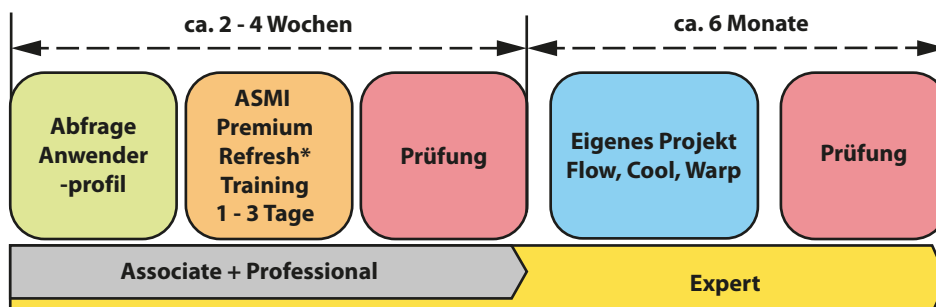 ca. 2 - 4 Wochen
ca. 6 Monate
Abfrage
Anwender
-profil
ASMI
Premium
Refresh*
Training
1 - 3 Tage
Prüfung
Eigenes Projekt
Flow, Cool, Warp
Prüfung
Associate + Professional
Expert